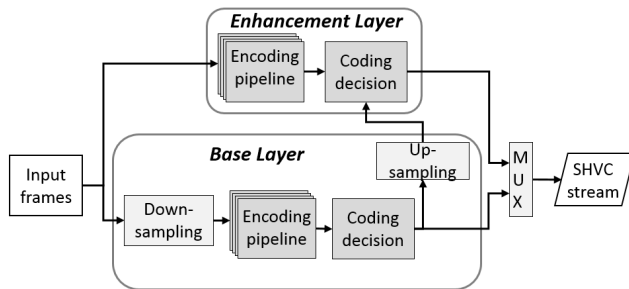 Enhancement Layer
Encoding
pipeline
Coding
decision
Base Layer
Up-
sampling
Input
frames
Down-
sampling
Encoding
pipeline
Coding
decision
M
U
X
SHVC
stream